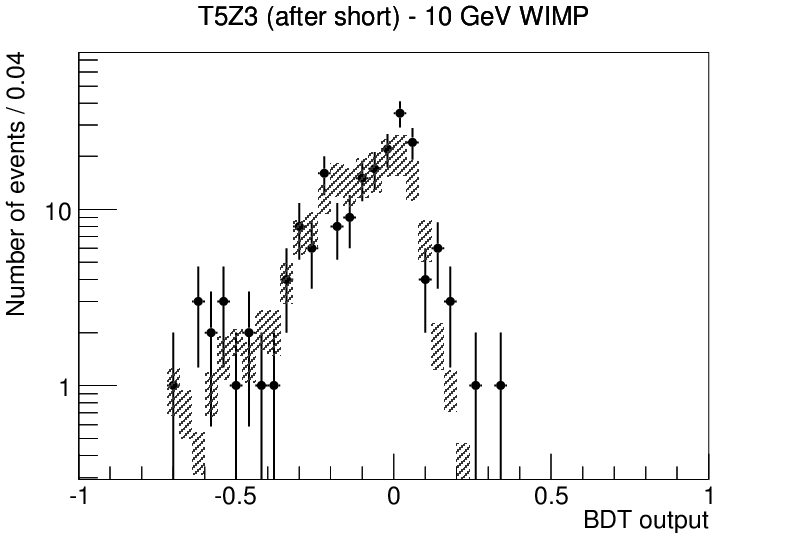 T5Z3 (after short) - 10 GeV WIMP
Number of events / 0.04
10
1
-1
-0.5
0
0.5
1
BDT output